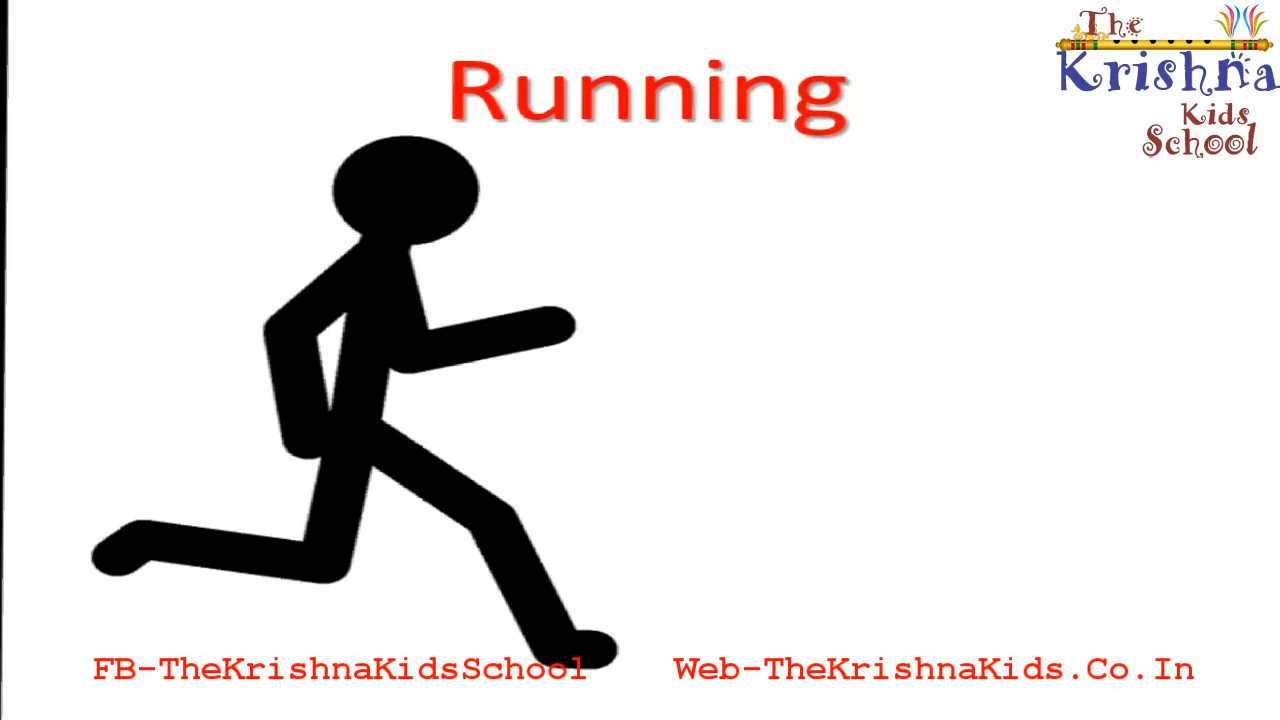 Running
The
Krishna
Kids
School
FB-TheKrishnaKidsSchool
Web-TheKrishnaKids.Co.In